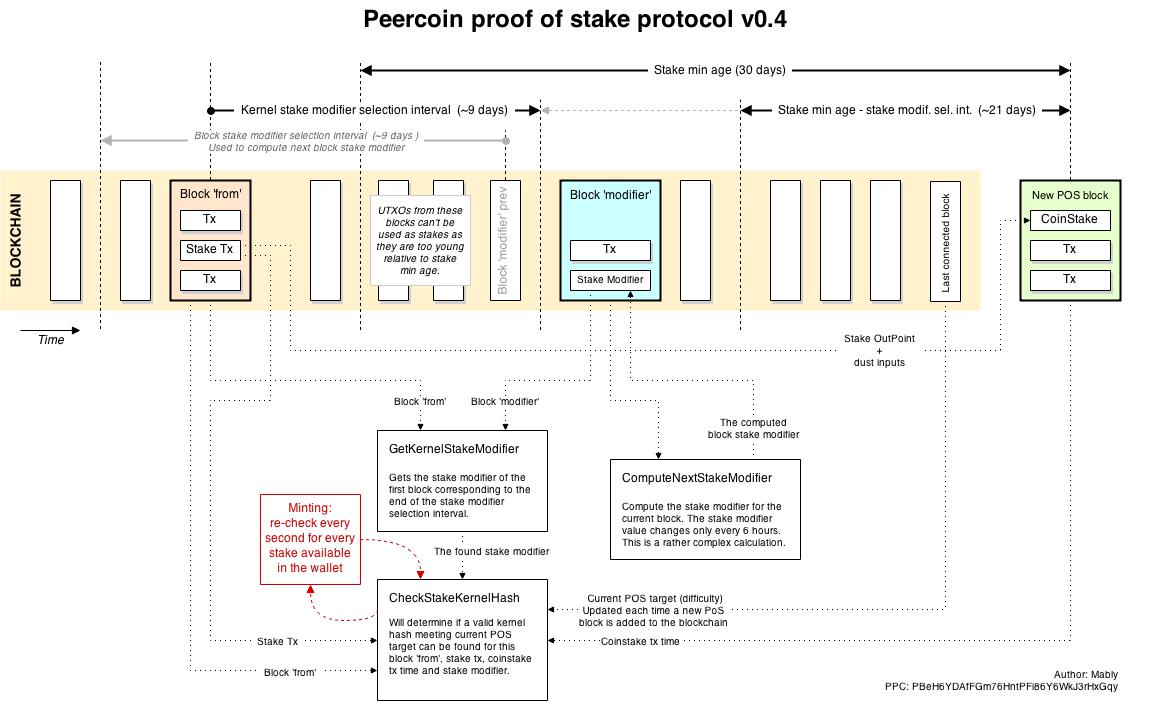 Peercoin proof of stake protocol v0.4
Stake min age (30 days)
Kernel stake modifier selection interval (~9 days)
Stake min age - stake modif. sel. int. (~21 days)
Block stake modifier selection interval (~9 days )
Used to compute next block stake modifier
BLOCKCHAIN
Block 'from'
Tx
Stake Tx
Tx
UTXOs from these
blocks can't be
used as stakes as
they are too young
relative to stake
min age.
Block 'modifier' prev
Block 'modifier'
Tx
Stake Modifier
Last connected block
New POS block
CoinStake
Tx
Tx
Time
Stake OutPoint
+
dust inputs
Block 'from'
Block 'modifier'
The computed
block stake modifier
GetKernelStakeModifier
Gets the stake modifier of the
first block corresponding to the
end of the stake modifier
selection interval.
ComputeNextStakeModifier
Compute the stake modifier for the
current block. The stake modifier
value changes only every 6 hours.
This is a rather complex calculation.
Minting:
re-check every
second for every
stake available
in the wallet
The found stake modifier
CheckStakeKernelHash
Will determine if a valid kernel
hash meeting current POS
target can be found for this
block 'from', stake tx, coinstake
tx time and stake modifier.
Current POS target (difficulty)
Updated each time a new PoS
block is added to the blockchain
Stake Tx
Coinstake tx time
Block 'from'
Author: Mably
PPC: PBeH6YDAfFGm76HntPFi86Y6WkJ3rHxGqy